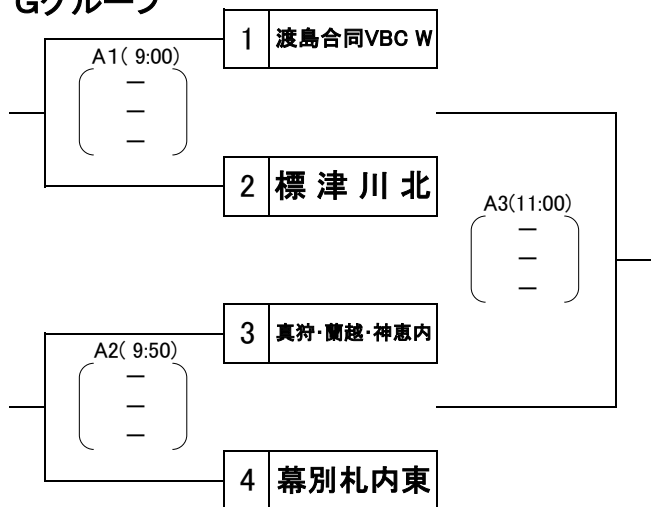 Gグループ
1 渡島合同VBC W
A1( 9:00)
－
－
－
2 標津川北
A3(11:00)
－
－
－
3 真狩・蘭越・神恵内
A2( 9:50)
－
－
－
4 幕別札内東